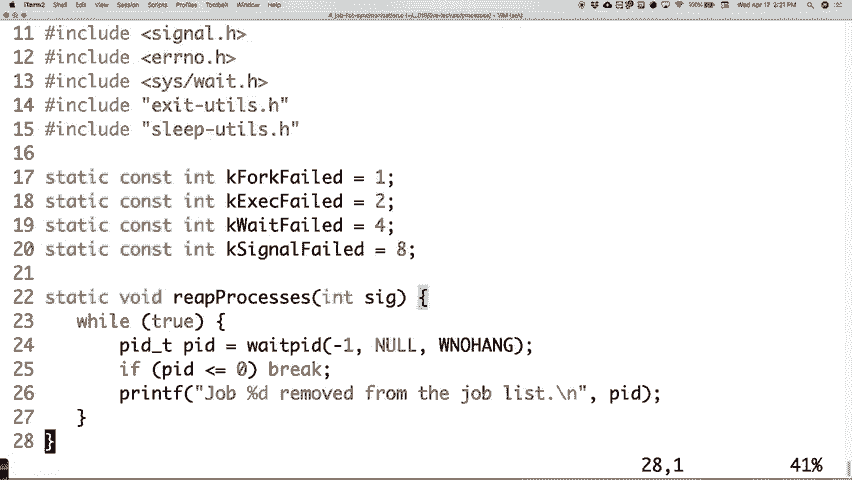 iTerm2 Shell Edit View Session Scripts Profiles Toolbelt Window Help 100% Wed Apr 17 2:21 PM
11 #include <signal.h>
12 #include <errno.h>
13 #include <sys/wait.h>
14 #include "exit-utils.h"
15 #include "sleep-utils.h"
16
17 static const int kForkFailed = 1;
18 static const int kExecFailed = 2;
19 static const int kWaitFailed = 4;
20 static const int kSignalFailed = 8;
21
22 static void reapProcesses(int sig) {
23 while (true) {
24 pid_t pid = waitpid(-1, NULL, WNOHANG);
25 if (pid <= 0) break;
26 printf("Job %d removed from the job list.\n", pid);
27 }
28 }
28,1 41%